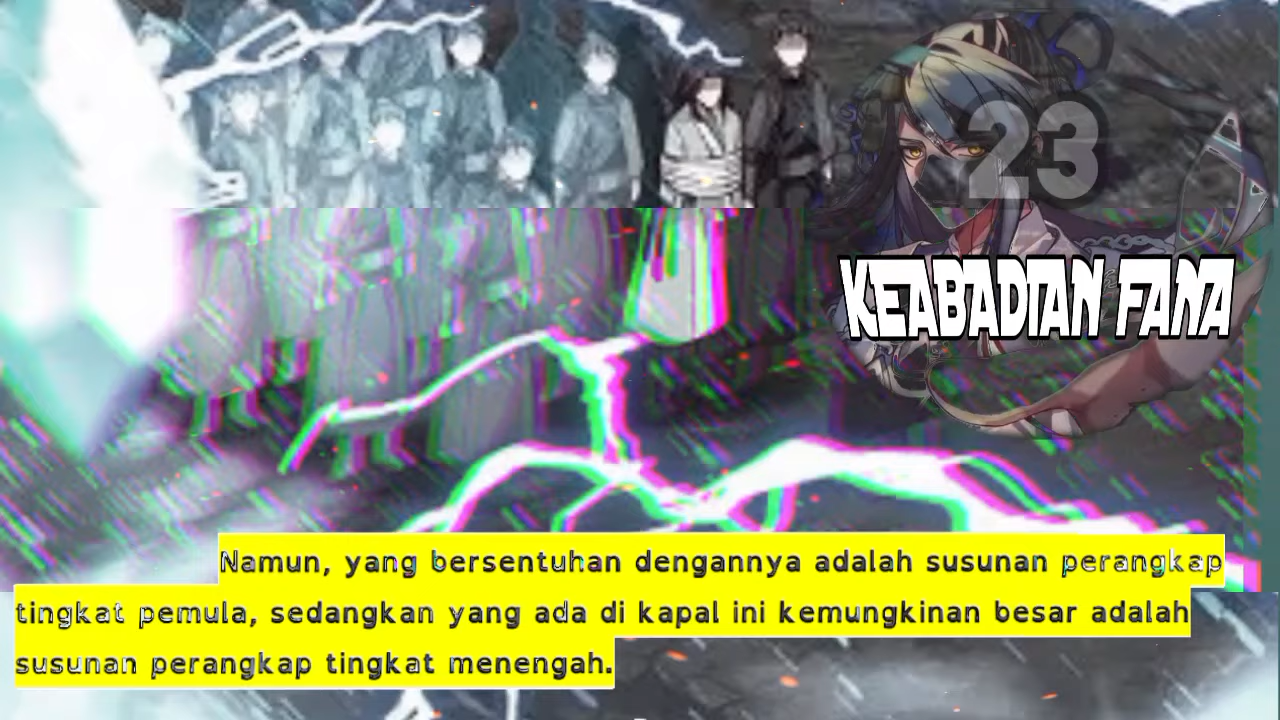 23
KEABADIAN FANA
Namun, yang bersentuhan dengannya adalah susunan perangkap
tingkat pemula, sedangkan yang ada di kapal ini kemungkinan besar adalah
susunan perangkap tingkat menengah.